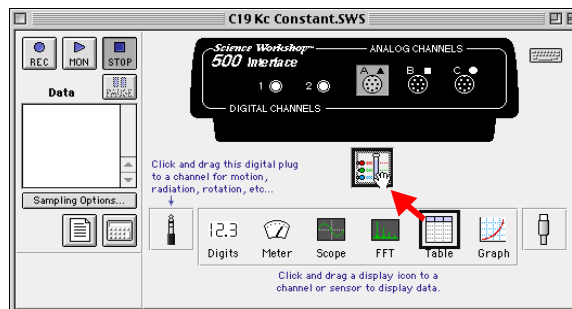 C19 Kc Constant.SWS
REC MON STOP
Data PAUSE
Sampling Options...
Science Workshop™
500 Interface
ANALOG CHANNELS
A B C
1 2
DIGITAL CHANNELS
Click and drag this digital plug
to a channel for motion,
radiation, rotation, etc...
12.3
Digits Meter Scope FFT Table Graph
Click and drag a display icon to a
channel or sensor to display data.